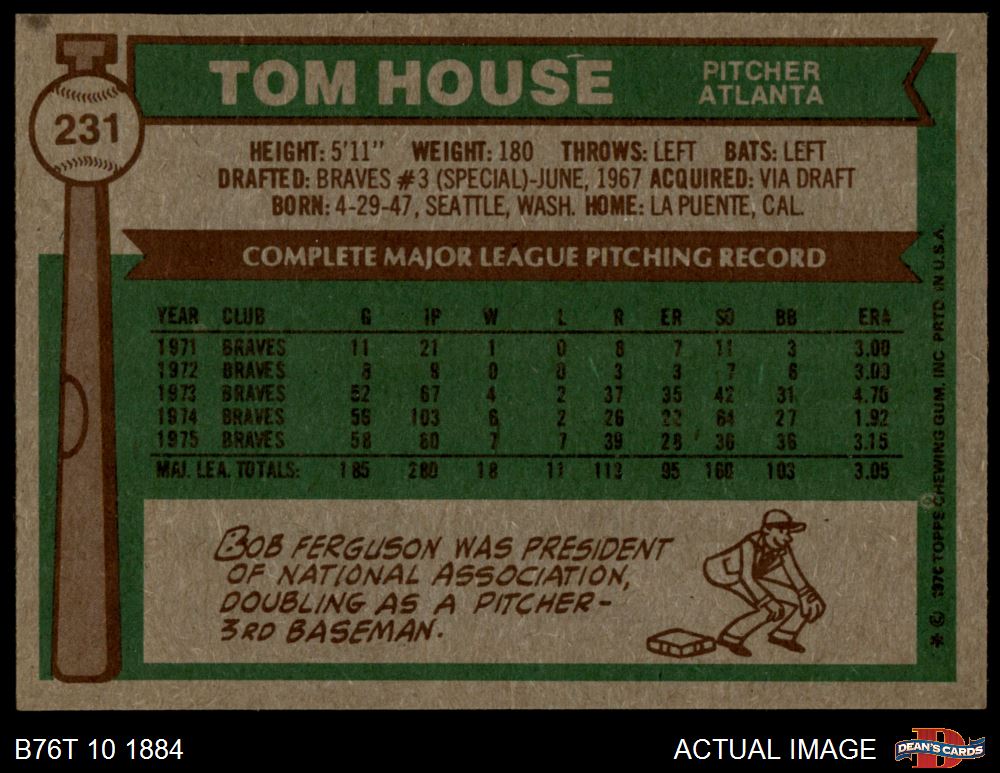 TOM HOUSE
PITCHER
ATLANTA
231
HEIGHT: 5'11" WEIGHT: 180 THROWS: LEFT BATS: LEFT
DRAFTED: BRAVES #3 (SPECIAL)-JUNE, 1967 ACQUIRED: VIA DRAFT
BORN: 4-29-47, SEATTLE, WASH. HOME: LA PUENTE, CAL.
COMPLETE MAJOR LEAGUE PITCHING RECORD
YEAR CLUB G IP W L R ER SO BB ERA
1971 BRAVES 11 21 1 0 8 7 11 3 3.00
1972 BRAVES 8 9 0 0 3 3 7 6 3.00
1973 BRAVES 52 67 4 2 37 35 42 31 4.70
1974 BRAVES 56 103 6 2 26 22 64 27 1.92
1975 BRAVES 58 80 7 7 39 28 36 36 3.15
MAJ. LEA. TOTALS: 185 280 18 11 113 95 160 103 3.05
BOB FERGUSON WAS PRESIDENT
OF NATIONAL ASSOCIATION,
DOUBLING AS A PITCHER-
3RD BASEMAN.
* © 1976 TOPPS CHEWING GUM, INC. PRTD. IN U.S.A.
B76T 10 1884
ACTUAL IMAGE
D
DEAN'S CARDS